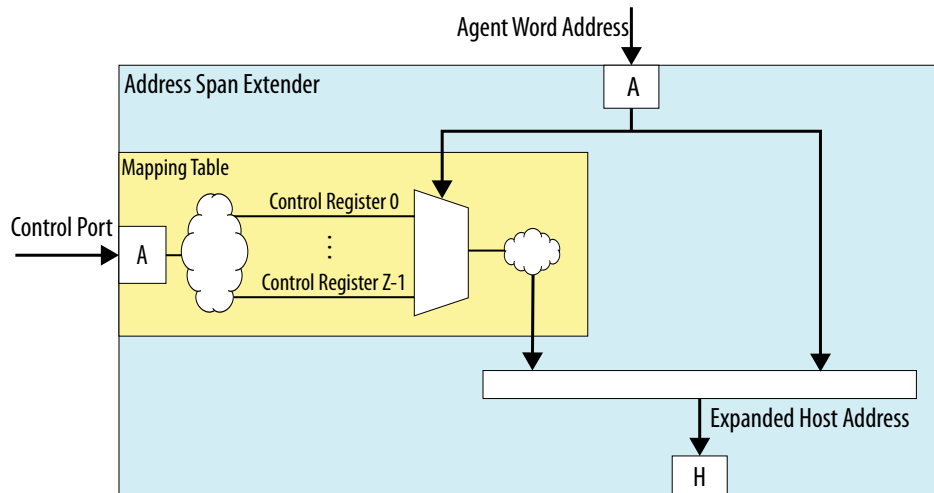 Agent Word Address
Address Span Extender
A
Mapping Table
Control Register 0
Control Port
A
⋮
Control Register Z-1
Expanded Host Address
H